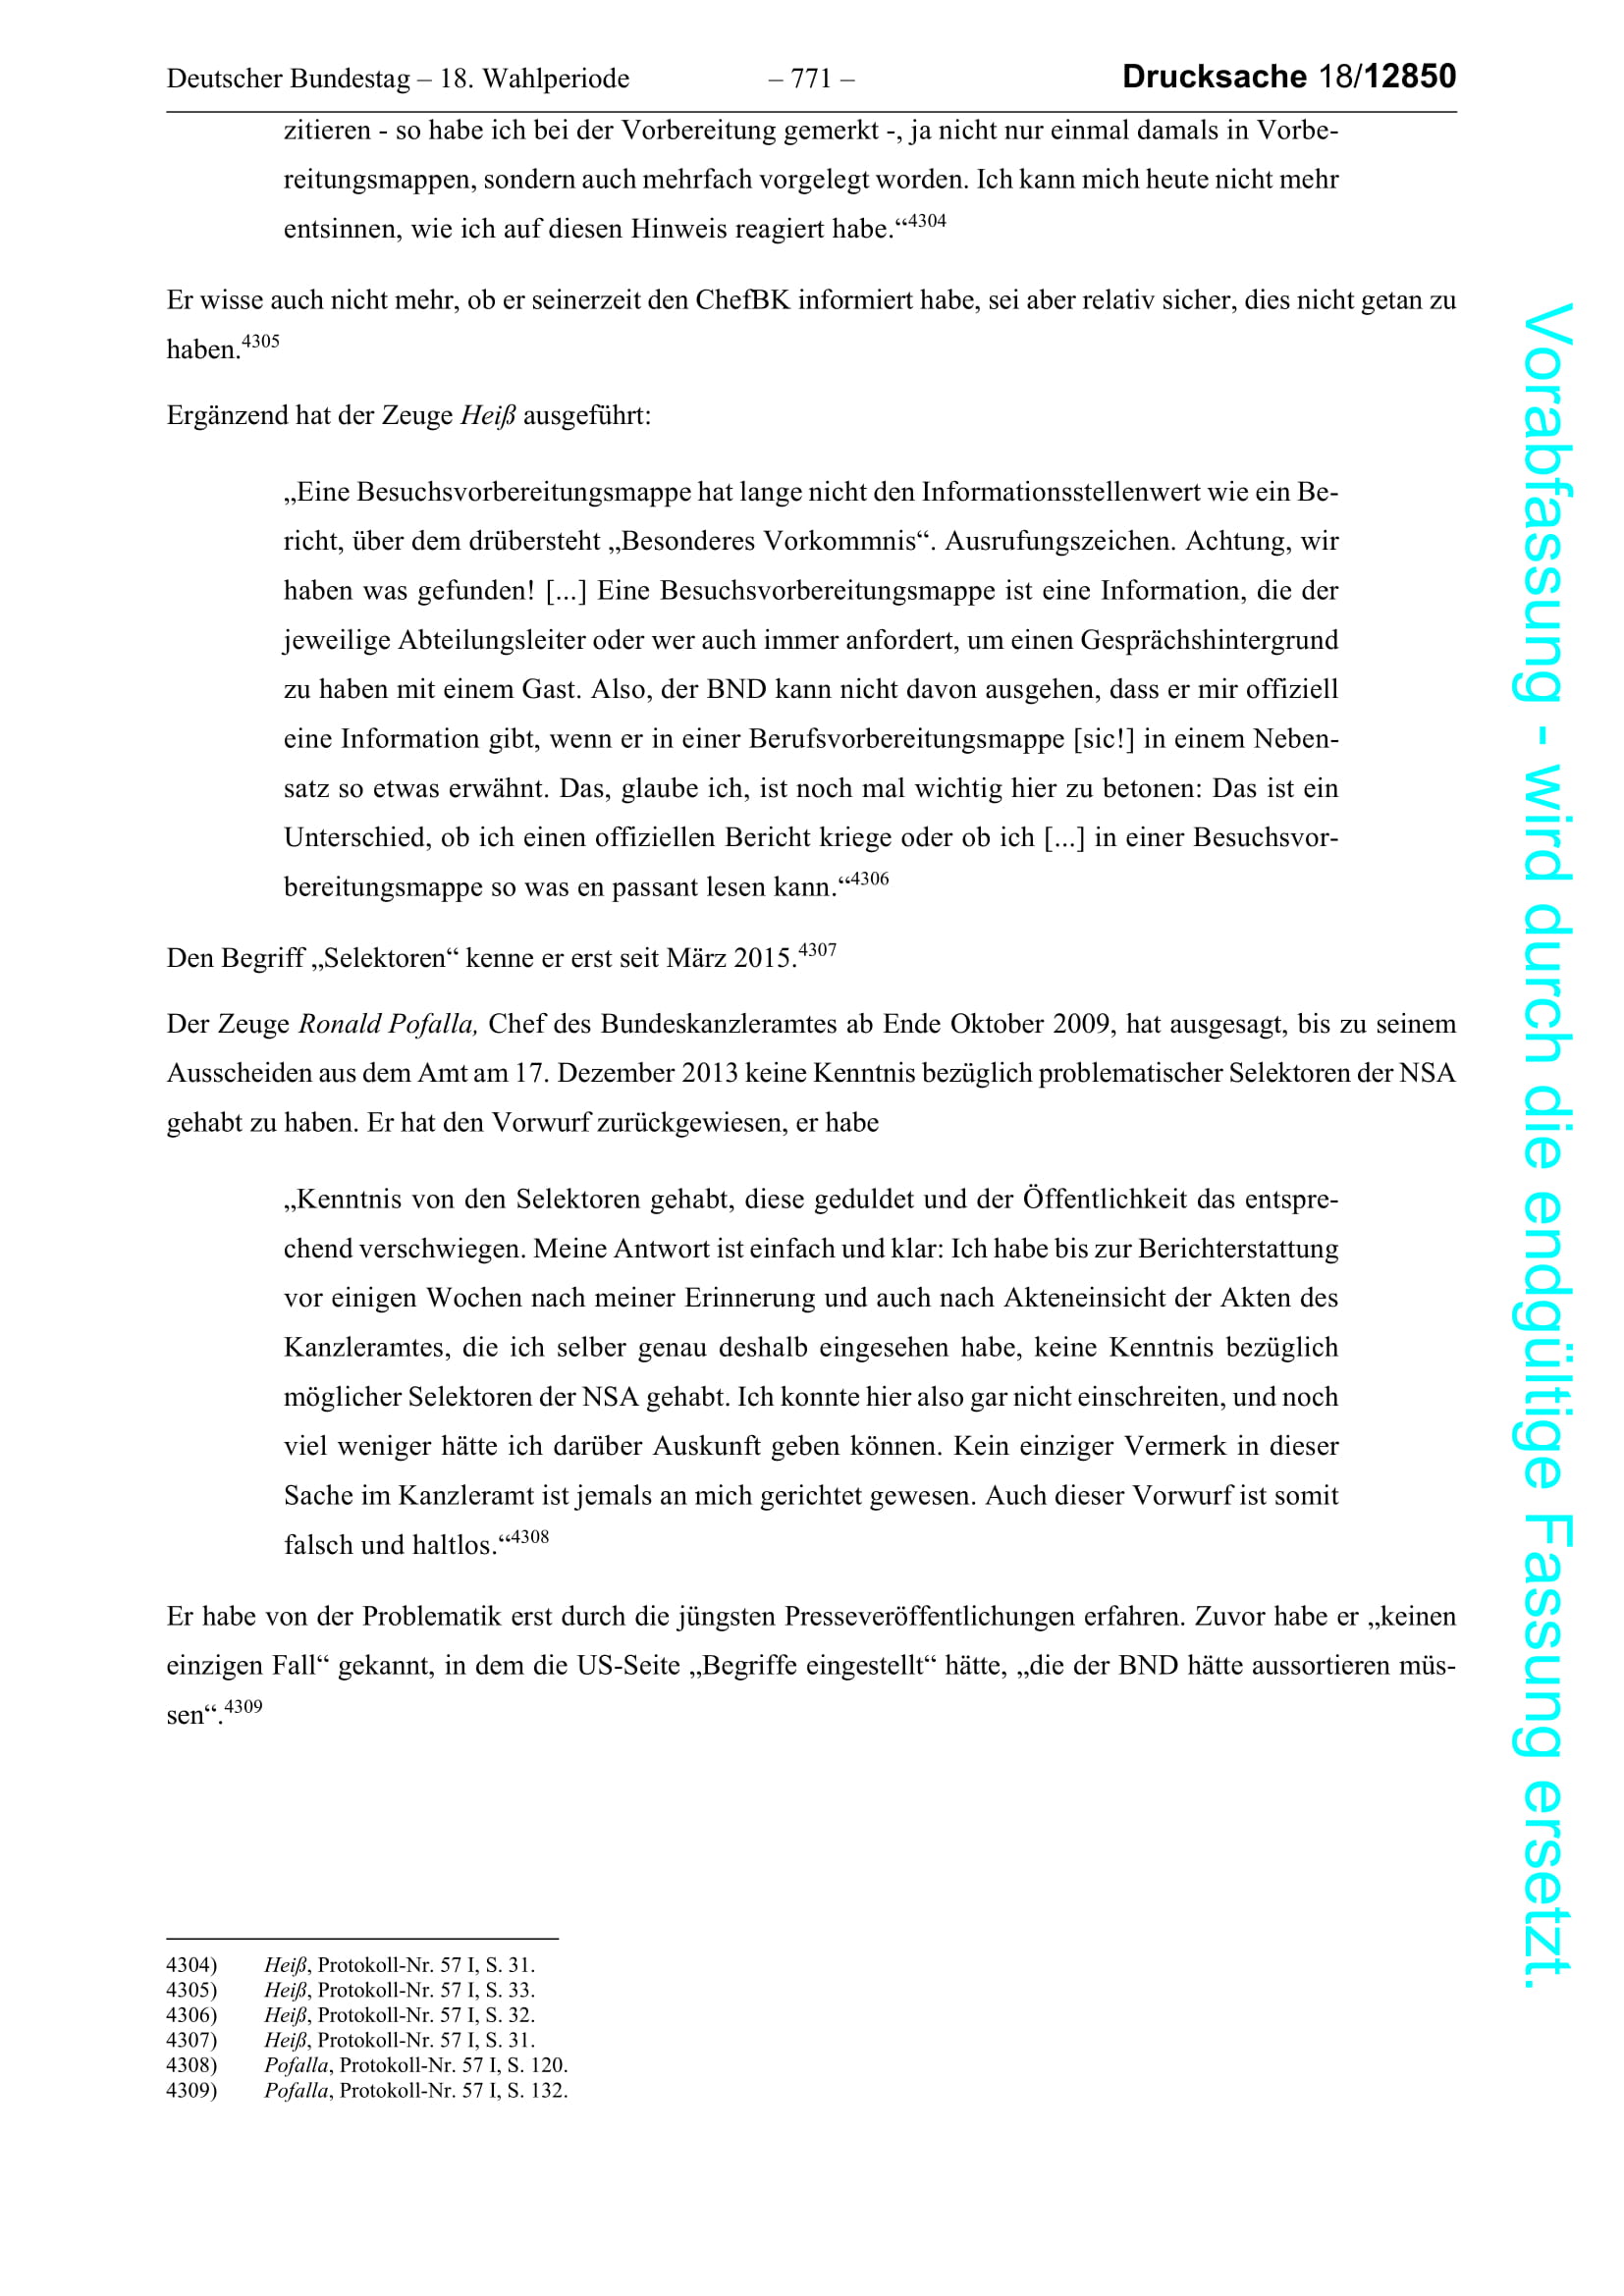 Deutscher Bundestag – 18. Wahlperiode – 771 – Drucksache 18/12850
zitieren - so habe ich bei der Vorbereitung gemerkt -, ja nicht nur einmal damals in Vorbe-
reitungsmappen, sondern auch mehrfach vorgelegt worden. Ich kann mich heute nicht mehr
entsinnen, wie ich auf diesen Hinweis reagiert habe.“4304
Er wisse auch nicht mehr, ob er seinerzeit den ChefBK informiert habe, sei aber relativ sicher, dies nicht getan zu
haben.4305
Ergänzend hat der Zeuge Heiß ausgeführt:
„Eine Besuchsvorbereitungsmappe hat lange nicht den Informationsstellenwert wie ein Be-
richt, über dem drübersteht „Besonderes Vorkommnis“. Ausrufungszeichen. Achtung, wir
haben was gefunden! [...] Eine Besuchsvorbereitungsmappe ist eine Information, die der
jeweilige Abteilungsleiter oder wer auch immer anfordert, um einen Gesprächshintergrund
zu haben mit einem Gast. Also, der BND kann nicht davon ausgehen, dass er mir offiziell
eine Information gibt, wenn er in einer Berufsvorbereitungsmappe [sic!] in einem Neben-
satz so etwas erwähnt. Das, glaube ich, ist noch mal wichtig hier zu betonen: Das ist ein
Unterschied, ob ich einen offiziellen Bericht kriege oder ob ich [...] in einer Besuchsvor-
bereitungsmappe so was en passant lesen kann.“4306
Den Begriff „Selektoren“ kenne er erst seit März 2015.4307
Der Zeuge Ronald Pofalla, Chef des Bundeskanzleramtes ab Ende Oktober 2009, hat ausgesagt, bis zu seinem
Ausscheiden aus dem Amt am 17. Dezember 2013 keine Kenntnis bezüglich problematischer Selektoren der NSA
gehabt zu haben. Er hat den Vorwurf zurückgewiesen, er habe
„Kenntnis von den Selektoren gehabt, diese geduldet und der Öffentlichkeit das entspre-
chend verschwiegen. Meine Antwort ist einfach und klar: Ich habe bis zur Berichterstattung
vor einigen Wochen nach meiner Erinnerung und auch nach Akteneinsicht der Akten des
Kanzleramtes, die ich selber genau deshalb eingesehen habe, keine Kenntnis bezüglich
möglicher Selektoren der NSA gehabt. Ich konnte hier also gar nicht einschreiten, und noch
viel weniger hätte ich darüber Auskunft geben können. Kein einziger Vermerk in dieser
Sache im Kanzleramt ist jemals an mich gerichtet gewesen. Auch dieser Vorwurf ist somit
falsch und haltlos.“4308
Er habe von der Problematik erst durch die jüngsten Presseveröffentlichungen erfahren. Zuvor habe er „keinen
einzigen Fall“ gekannt, in dem die US-Seite „Begriffe eingestellt“ hätte, „die der BND hätte aussortieren müs-
sen“.4309
4304) Heiß, Protokoll-Nr. 57 I, S. 31.
4305) Heiß, Protokoll-Nr. 57 I, S. 33.
4306) Heiß, Protokoll-Nr. 57 I, S. 32.
4307) Heiß, Protokoll-Nr. 57 I, S. 31.
4308) Pofalla, Protokoll-Nr. 57 I, S. 120.
4309) Pofalla, Protokoll-Nr. 57 I, S. 132.
Vorabfassung - wird durch die endgültige Fassung ersetzt.